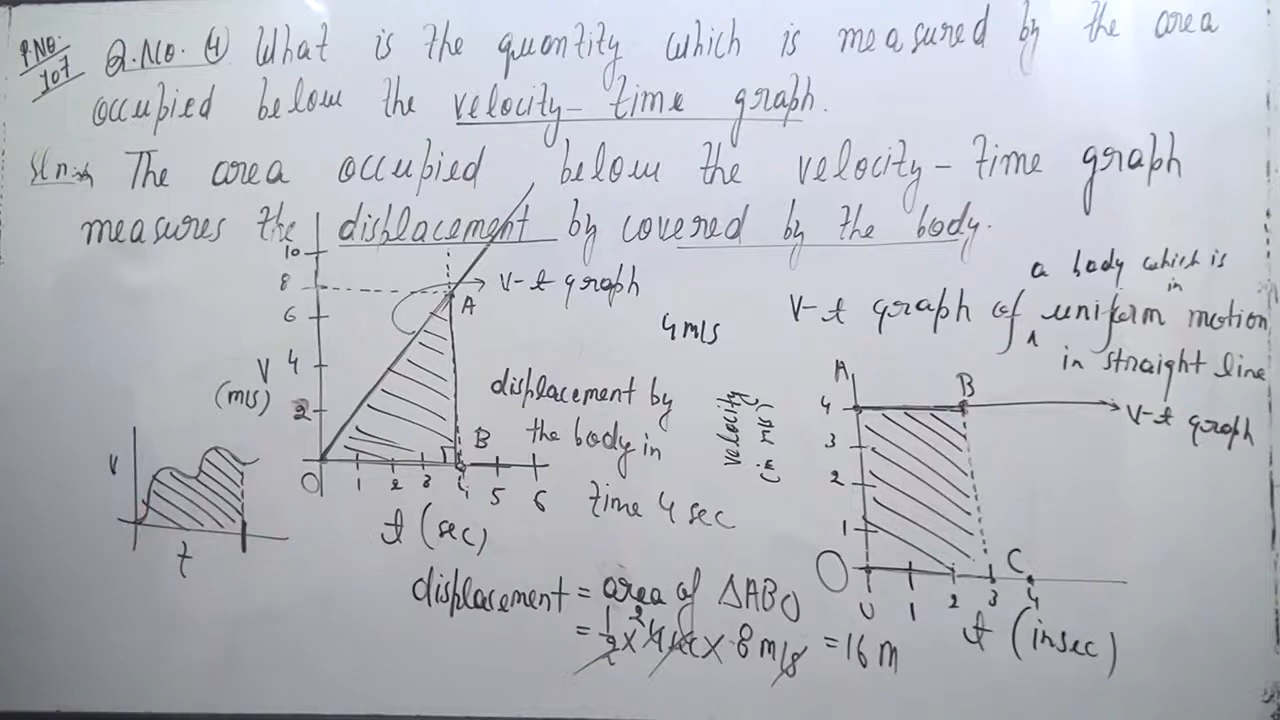 P.NO. 107
Q.NO. (4) What is the quantity which is measured by the area
occupied below the velocity-time graph.
Sln:→ The area occupied below the velocity-time graph
measures the displacement by covered by the body.
10
8
6
4
2
V
(m/s)
V-t graph
A
B
O
1 2 3 4 5 6
t (sec)
V
t
4m/s
displacement by
the body in
time 4 sec
a body which is
in
V-t graph of ∧ uniform motion
in straight line
A
B
4
3
2
1
velocity
(in m/s)
V-t graph
O
C
0 1 2 3 4
t (in sec)
displacement = area of △ABO
= 1/2 x 2 4 sec x 8 m/s = 16 m